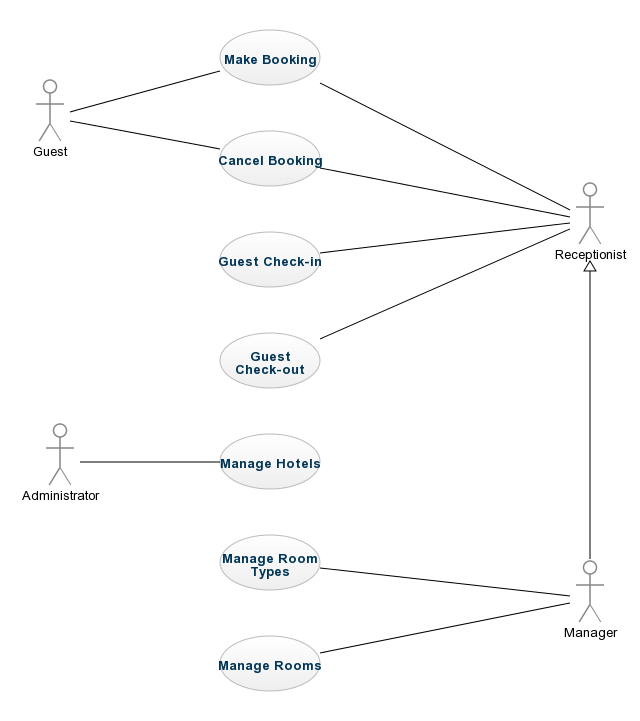 Make Booking
Guest
Cancel Booking
Receptionist
Guest Check-in
Guest
Check-out
Manage Hotels
Administrator
Manage Room
Types
Manager
Manage Rooms